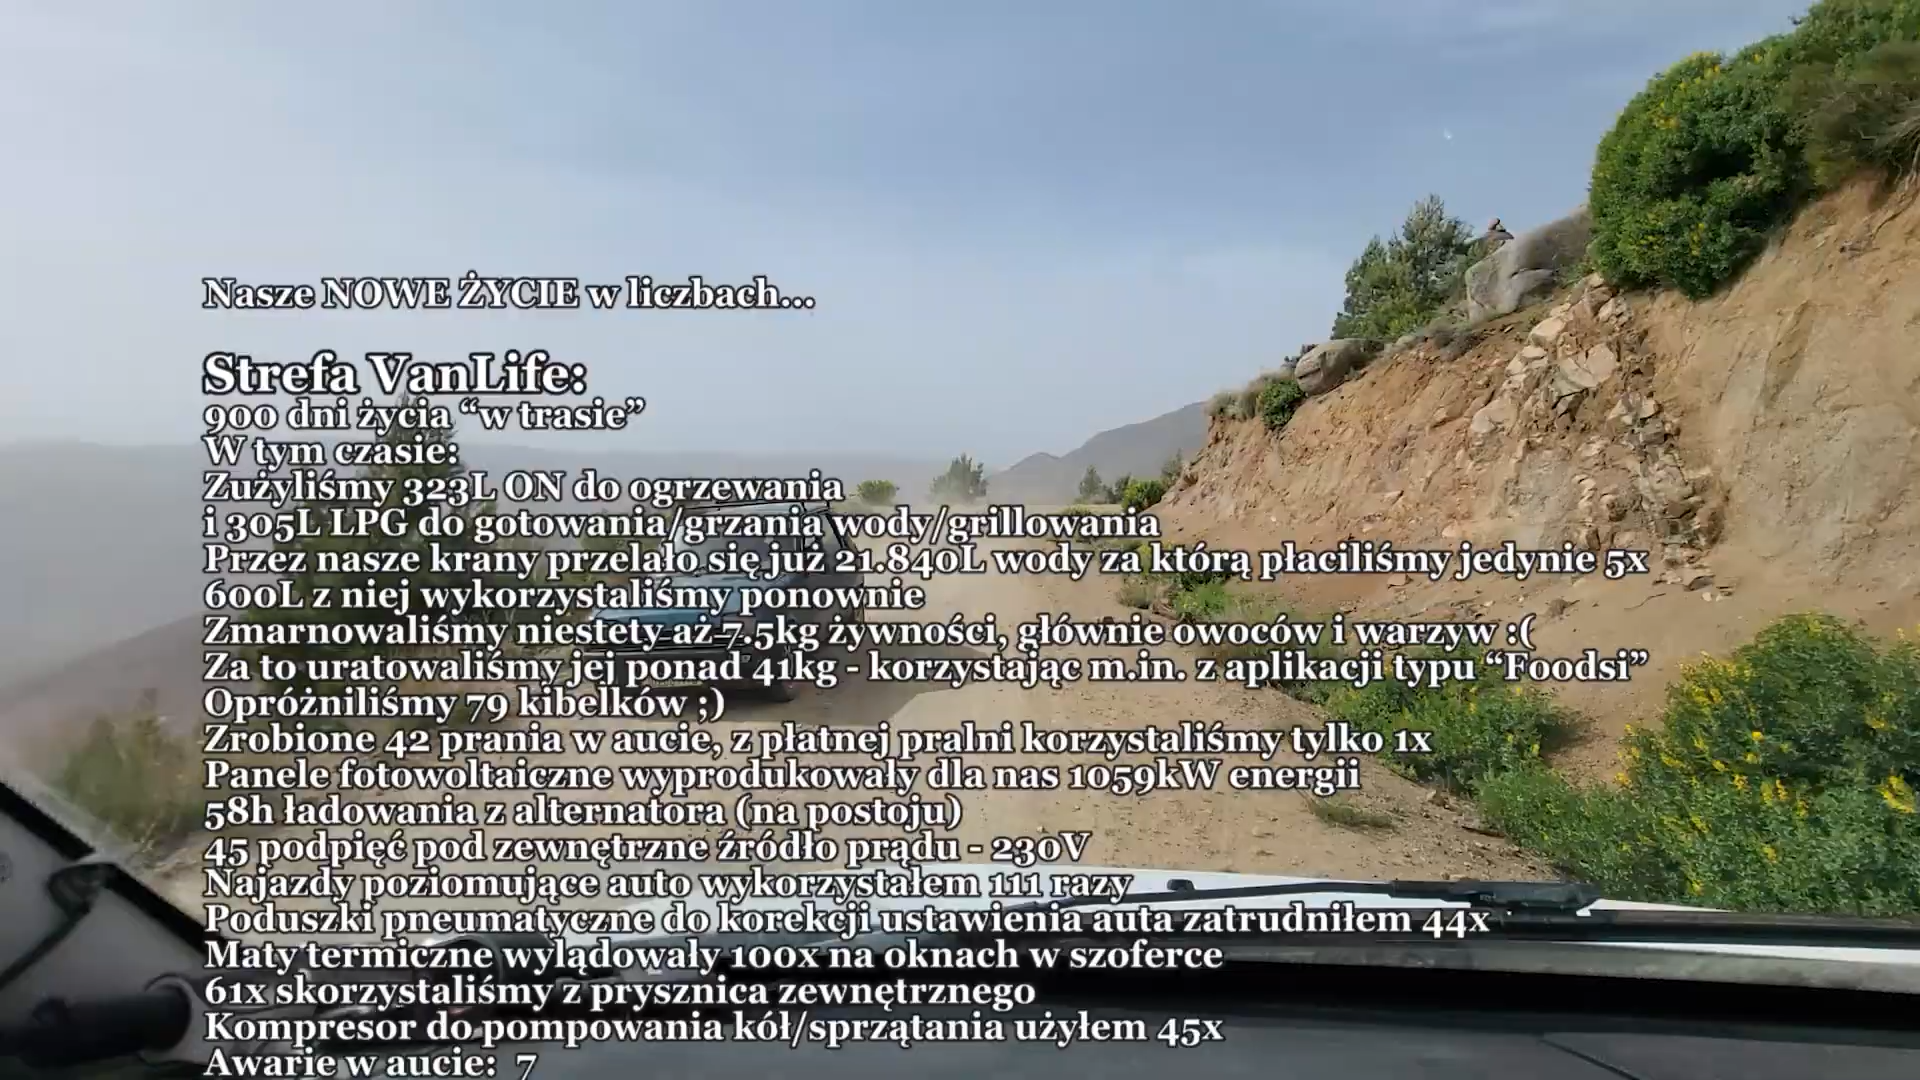 Nasze NOWE ŻYCIE w liczbach...
Strefa VanLife:
900 dni życia “w trasie”
W tym czasie:
Zużyliśmy 323L ON do ogrzewania
i 305L LPG do gotowania/grzania wody/grillowania
Przez nasze krany przelało się już 21.840L wody za którą płaciliśmy jedynie 5x
600L z niej wykorzystaliśmy ponownie
Zmarnowaliśmy niestety aż 7.5kg żywności, głównie owoców i warzyw :(
Za to uratowaliśmy jej ponad 41kg - korzystając m.in. z aplikacji typu “Foodsi”
Opróżniliśmy 79 kibelków ;)
Zrobione 42 prania w aucie, z płatnej pralni korzystaliśmy tylko 1x
Panele fotowoltaiczne wyprodukowały dla nas 1059kW energii
58h ładowania z alternatora (na postoju)
45 podpięć pod zewnętrzne źródło prądu - 230V
Najazdy poziomujące auto wykorzystałem 111 razy
Poduszki pneumatyczne do korekcji ustawienia auta zatrudniłem 44x
Maty termiczne wylądowały 100x na oknach w szoferce
61x skorzystaliśmy z prysznica zewnętrznego
Kompresor do pompowania kół/sprzątania użyłem 45x
Awarie w aucie: 7